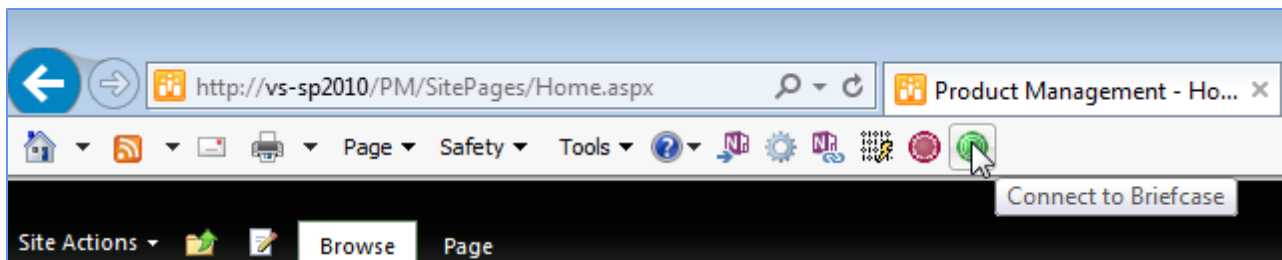 http://vs-sp2010/PM/SitePages/Home.aspx Product Management - Ho...
Page Safety Tools
Connect to Briefcase
Site Actions Browse Page